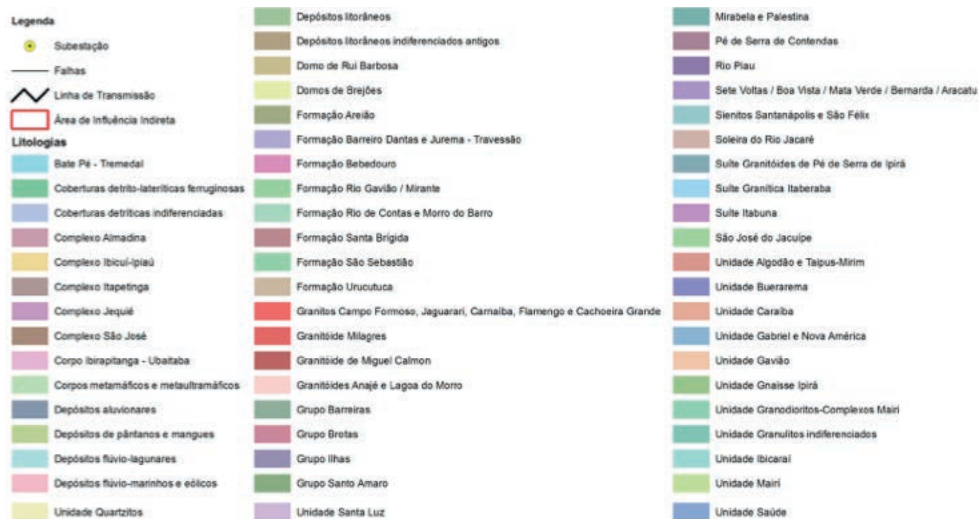 Legenda
Subestação
Falhas
Linha de Transmissão
Área de Influência Indireta
Litologias
Bate Pé - Tremedal
Coberturas detrito-lateríticas ferruginosas
Coberturas detríticas indiferenciadas
Complexo Almadina
Complexo Ibicuí-Ipiaú
Complexo Itapetinga
Complexo Jequié
Complexo São José
Corpo Ibirapitanga - Ubaitaba
Corpos metamáficos e metaultramáficos
Depósitos aluvionares
Depósitos de pântanos e mangues
Depósitos flúvio-lagunares
Depósitos flúvio-marinhos e eólicos
Unidade Quartzitos
Depósitos litorâneos
Depósitos litorâneos indiferenciados antigos
Domo de Rui Barbosa
Domos de Brejões
Formação Areião
Formação Barreiro Dantas e Jurema - Travessão
Formação Bebedouro
Formação Rio Gavião / Mirante
Formação Rio de Contas e Morro do Barro
Formação Santa Brígida
Formação São Sebastião
Formação Urucutuca
Granitos Campo Formoso, Jaguarari, Carnaíba, Flamengo e Cachoeira Grande
Granitóide Milagres
Granitóide de Miguel Calmon
Granitóides Anajé e Lagoa do Morro
Grupo Barreiras
Grupo Brotas
Grupo Ilhas
Grupo Santo Amaro
Unidade Santa Luz
Mirabela e Palestina
Pé de Serra de Contendas
Rio Piau
Sete Voltas / Boa Vista / Mata Verde / Bernarda / Aracatu
Sienitos Santanápolis e São Félix
Soleira do Rio Jacaré
Suíte Granitóides de Pé de Serra de Ipirá
Suíte Granítica Itaberaba
Suíte Itabuna
São José do Jacuípe
Unidade Algodão e Taipus-Mirim
Unidade Buerarema
Unidade Caraíba
Unidade Gabriel e Nova América
Unidade Gavião
Unidade Gnaisse Ipirá
Unidade Granodioritos-Complexos Mairi
Unidade Granulitos indiferenciados
Unidade Ibicaraí
Unidade Mairí
Unidade Saúde